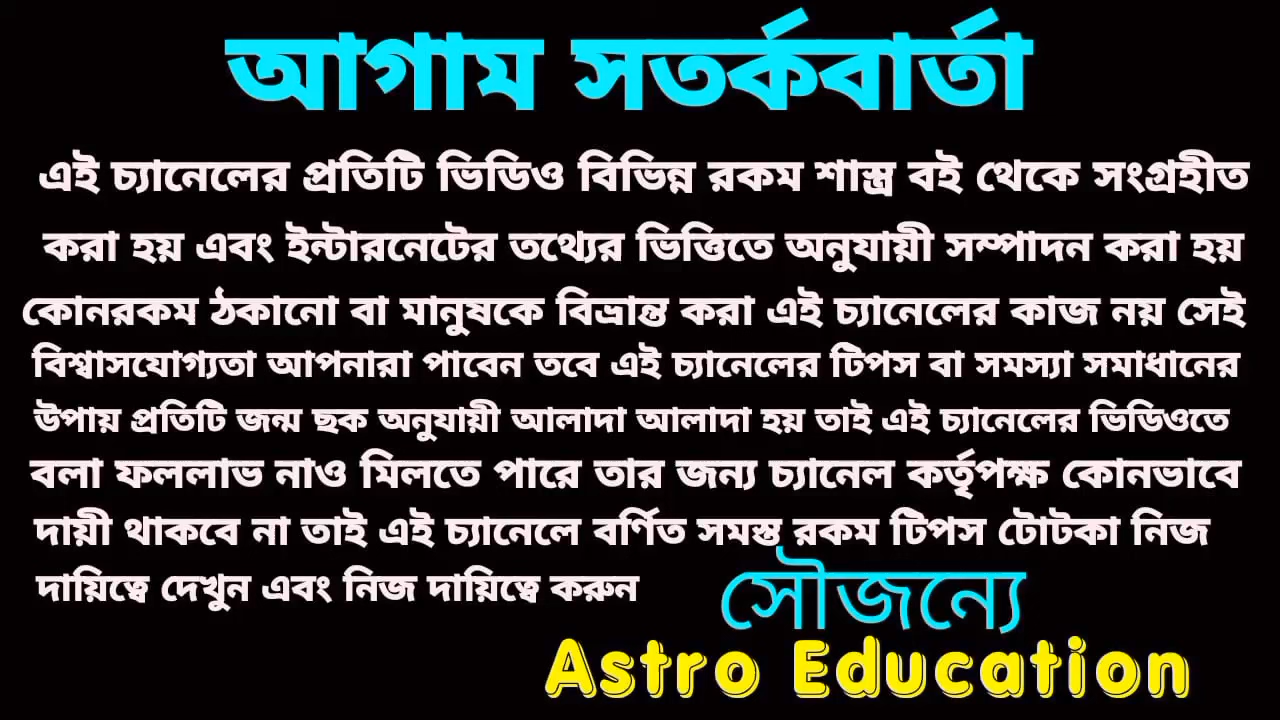 আগাম সতর্কবার্তা
এই চ্যানেলের প্রতিটি ভিডিও বিভিন্ন রকম শাস্ত্র বই থেকে সংগ্রহীত
করা হয় এবং ইন্টারনেটের তথ্যের ভিত্তিতে অনুযায়ী সম্পাদন করা হয়
কোনরকম ঠকানো বা মানুষকে বিভ্রান্ত করা এই চ্যানেলের কাজ নয় সেই
বিশ্বাসযোগ্যতা আপনারা পাবেন তবে এই চ্যানেলের টিপস বা সমস্যা সমাধানের
উপায় প্রতিটি জন্ম ছক অনুযায়ী আলাদা আলাদা হয় তাই এই চ্যানেলের ভিডিওতে
বলা ফললাভ নাও মিলতে পারে তার জন্য চ্যানেল কর্তৃপক্ষ কোনভাবে
দায়ী থাকবে না তাই এই চ্যানেলে বর্ণিত সমস্ত রকম টিপস টোটকা নিজ
দায়িত্বে দেখুন এবং নিজ দায়িত্বে করুন
সৌজন্যে
Astro Education